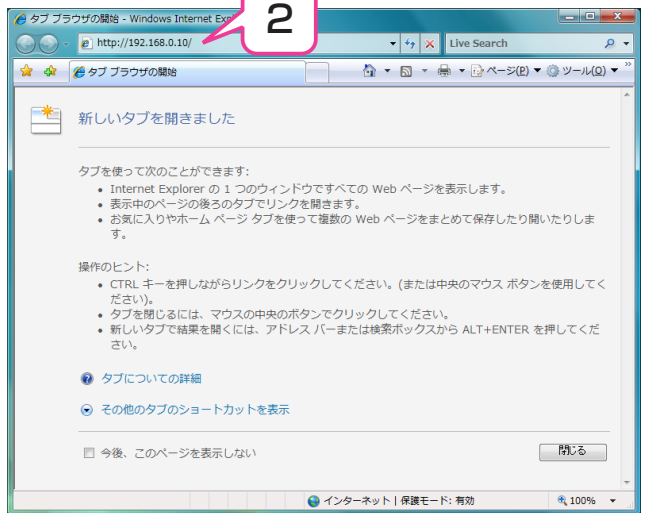 タブ ブラウザの開始 - Windows Internet
2
http://192.168.0.10/
Live Search
タブ ブラウザの開始
ページ(P)
ツール(O)
新しいタブを開きました
タブを使って次のことができます:
• Internet Explorer の 1 つのウィンドウですべての Web ページを表示します。
• 表示中のページの後ろのタブでリンクを開きます。
• お気に入りやホーム ページ タブを使って複数の Web ページをまとめて保存したり開いたりしま
す。
操作のヒント:
• CTRL キーを押しながらリンクをクリックしてください。(または中央のマウス ボタンを使用してく
ださい)。
• タブを閉じるには、マウスの中央のボタンでクリックしてください。
• 新しいタブで結果を開くには、アドレス バーまたは検索ボックスから ALT+ENTER を押してくだ
さい。
タブについての詳細
その他のタブのショートカットを表示
今後、このページを表示しない
閉じる
インターネット | 保護モード: 有効
100%